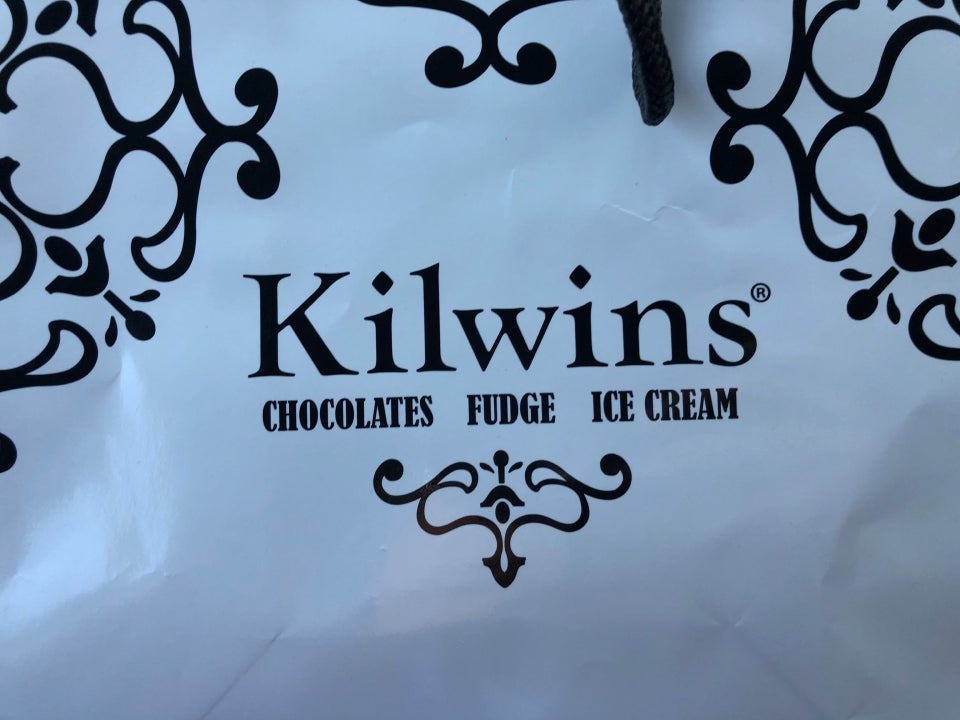 Kilwins®
CHOCOLATES FUDGE ICE CREAM